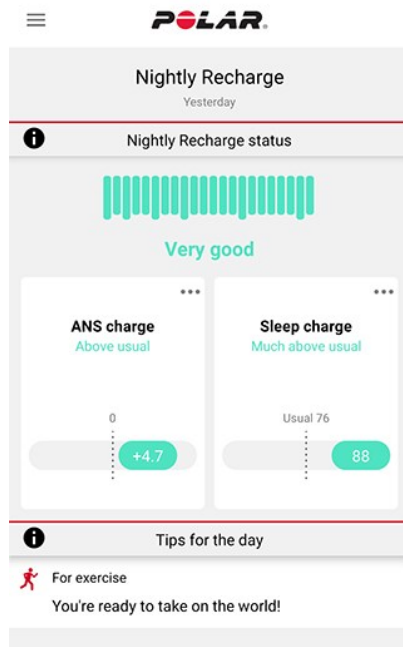 POLAR.
Nightly Recharge
Yesterday
Nightly Recharge status
Very good
ANS charge
Above usual
0
+4.7
Sleep charge
Much above usual
Usual 76
88
Tips for the day
For exercise
You're ready to take on the world!